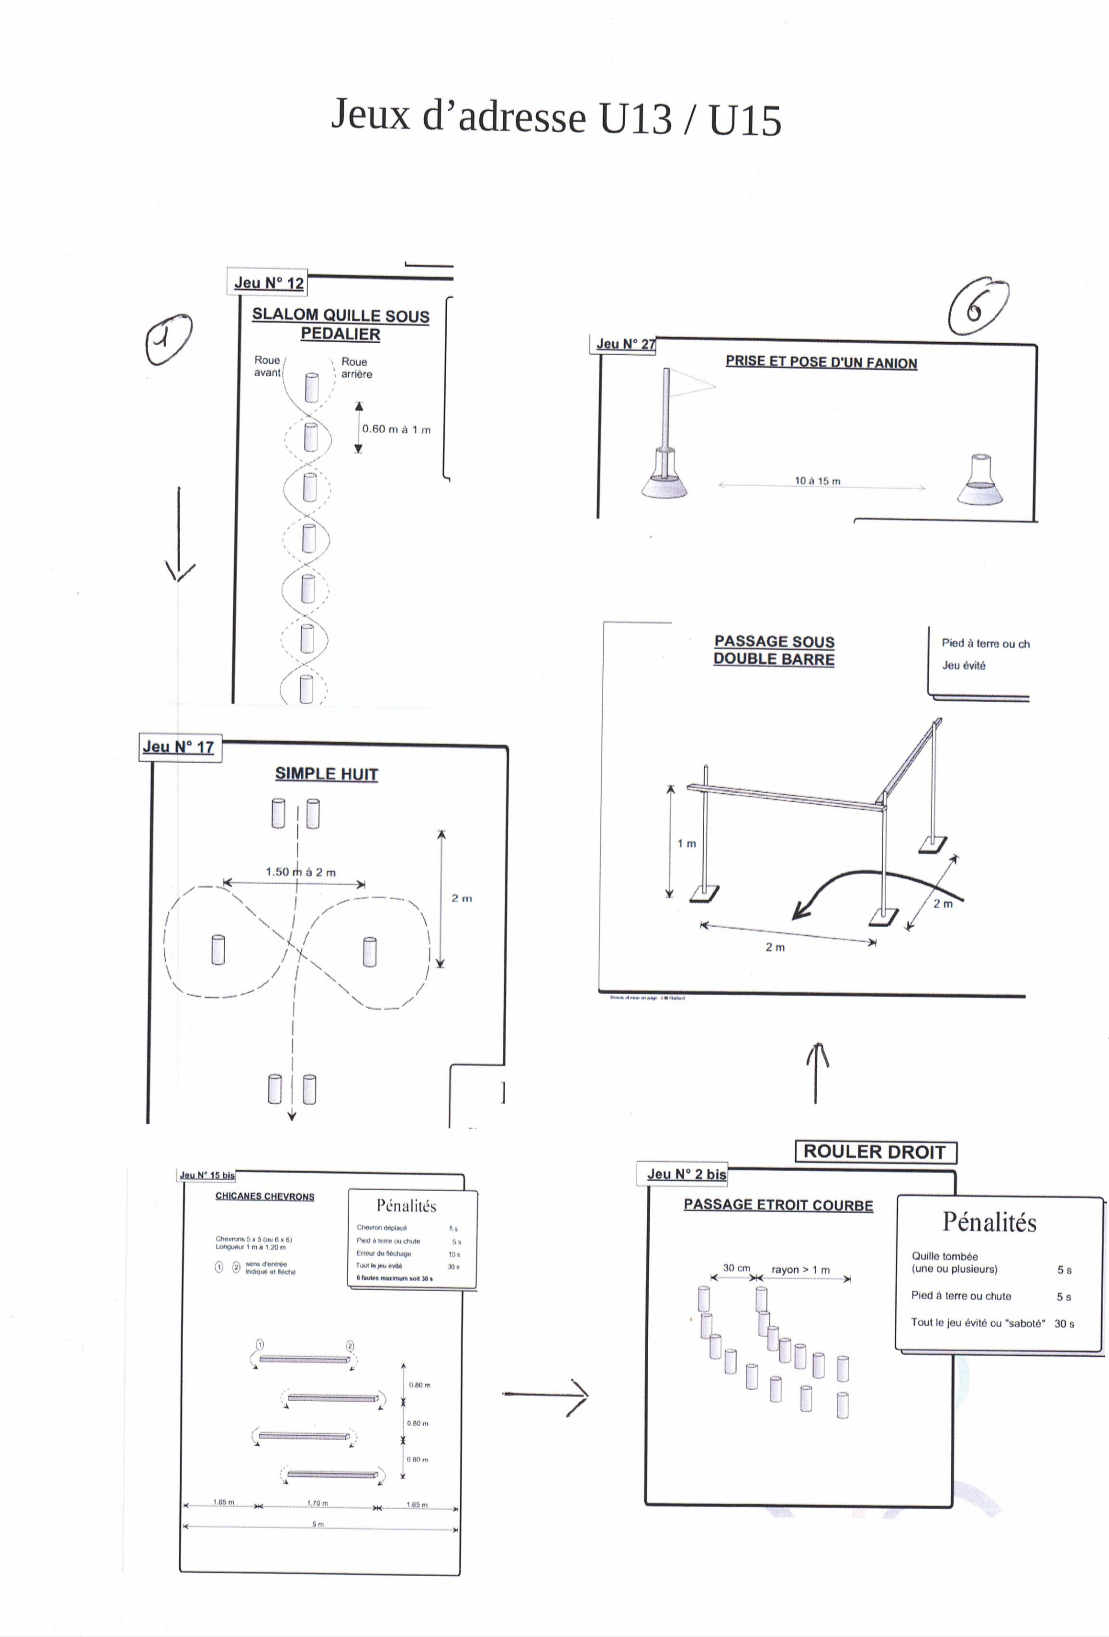 Jeux d'adresse U13 / U15
1
Jeu N° 12
SLALOM QUILLE SOUS
PEDALIER
Roue
avant
Roue
arrière
0.60 m à 1 m
Jeu N° 17
SIMPLE HUIT
1.50 m à 2 m
2 m
Jeu N° 15 bis
CHICANES CHEVRONS
Chevrons 5 x 5 (ou 6 x 6)
Longueur 1 m à 1.20 m
1 2 sens d'entrée
indiqué et fléché
Pénalités
Chevron déplacé 5 s
Pied à terre ou chute 5 s
Erreur de fléchage 10 s
Tout le jeu évité 30 s
6 fautes maximum soit 30 s
1 2
0.80 m
0.80 m
0.80 m
1.65 m 1.70 m 1.65 m
5 m
6
Jeu N° 27
PRISE ET POSE D'UN FANION
10 à 15 m
PASSAGE SOUS
DOUBLE BARRE
Pied à terre ou ch
Jeu évité
1 m
2 m
2 m
ROULER DROIT
Jeu N° 2 bis
PASSAGE ETROIT COURBE
30 cm rayon > 1 m
Pénalités
Quille tombée
(une ou plusieurs) 5 s
Pied à terre ou chute 5 s
Tout le jeu évité ou "saboté" 30 s